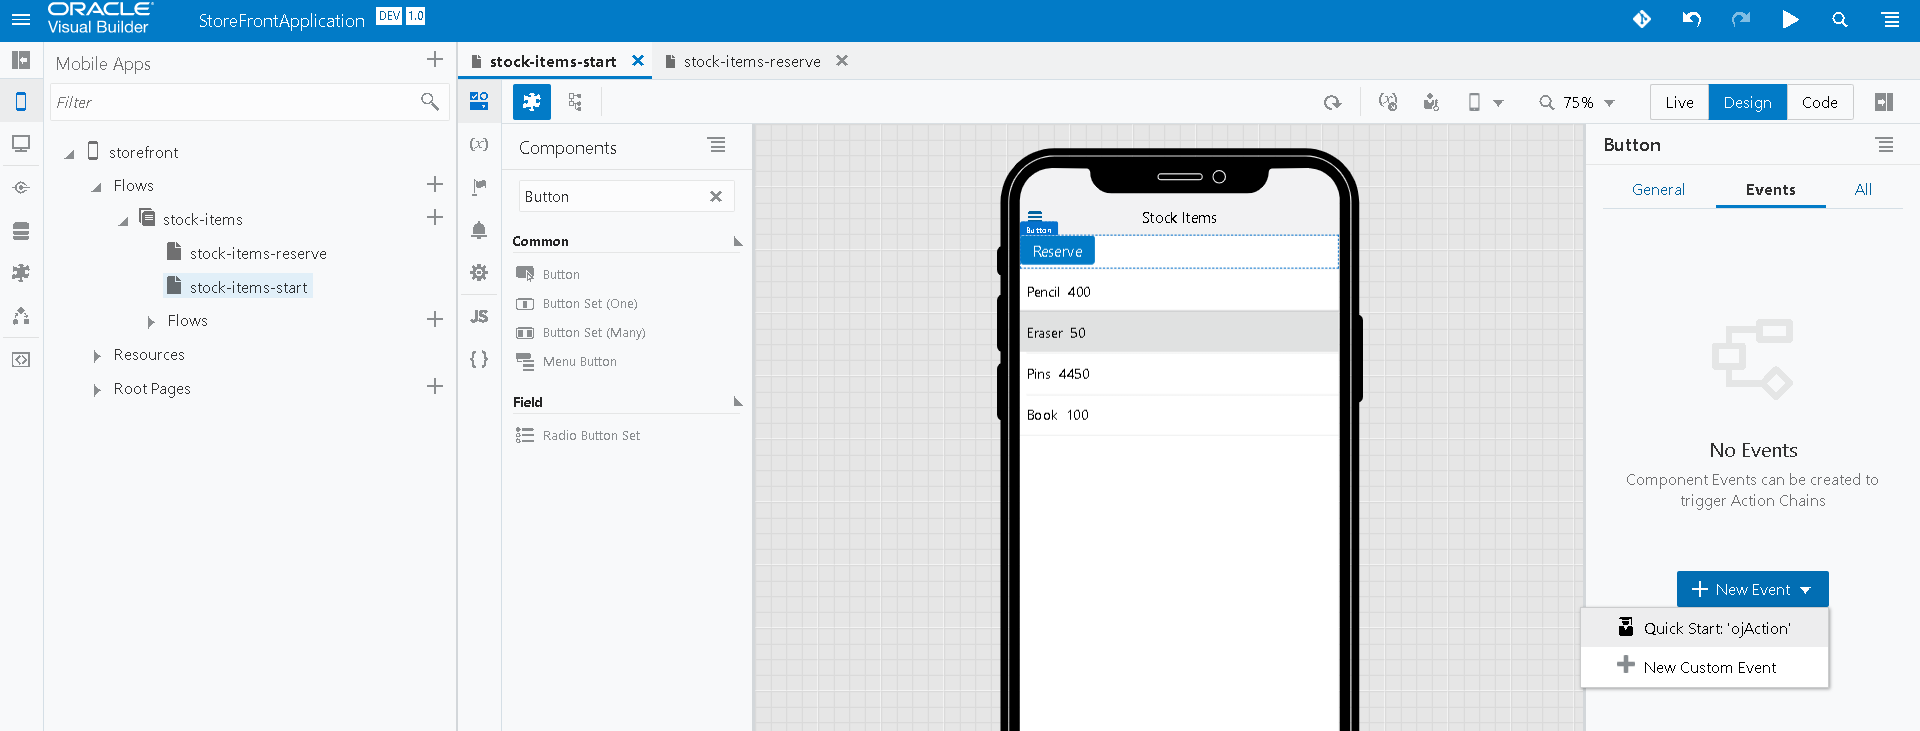 ORACLE
Visual Builder
StoreFrontApplication DEV 1.0
Mobile Apps
Filter
storefront
Flows
stock-items
stock-items-reserve
stock-items-start
Flows
Resources
Root Pages
stock-items-start
stock-items-reserve
75%
Live Design Code
(x)
JS
{ }
Components
Button
Common
Button
Button Set (One)
Button Set (Many)
Menu Button
Field
Radio Button Set
Stock Items
Button
Reserve
Pencil 400
Eraser 50
Pins 4450
Book 100
Button
General Events All
No Events
Component Events can be created to
trigger Action Chains
New Event
Quick Start: 'ojAction'
New Custom Event